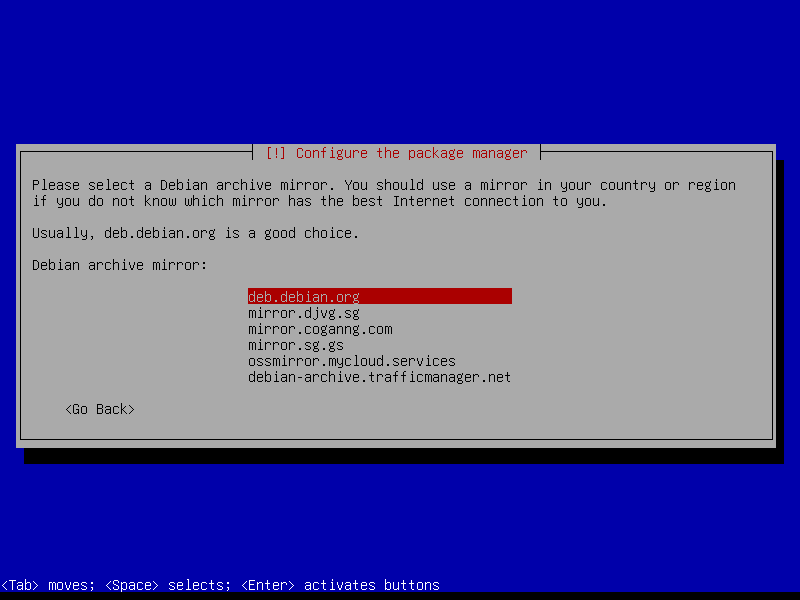 [!] Configure the package manager
Please select a Debian archive mirror. You should use a mirror in your country or region
if you do not know which mirror has the best Internet connection to you.
Usually, deb.debian.org is a good choice.
Debian archive mirror:
deb.debian.org
mirror.djvg.sg
mirror.coganng.com
mirror.sg.gs
ossmirror.mycloud.services
debian-archive.trafficmanager.net
<Go Back>
<Tab> moves; <Space> selects; <Enter> activates buttons